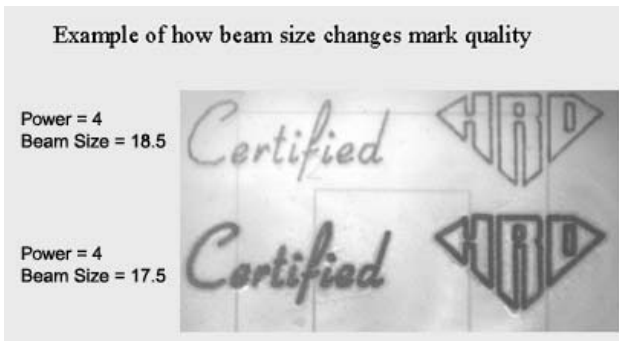 Example of how beam size changes mark quality
Power = 4
Beam Size = 18.5
Certified HRD
Power = 4
Beam Size = 17.5
Certified HRD